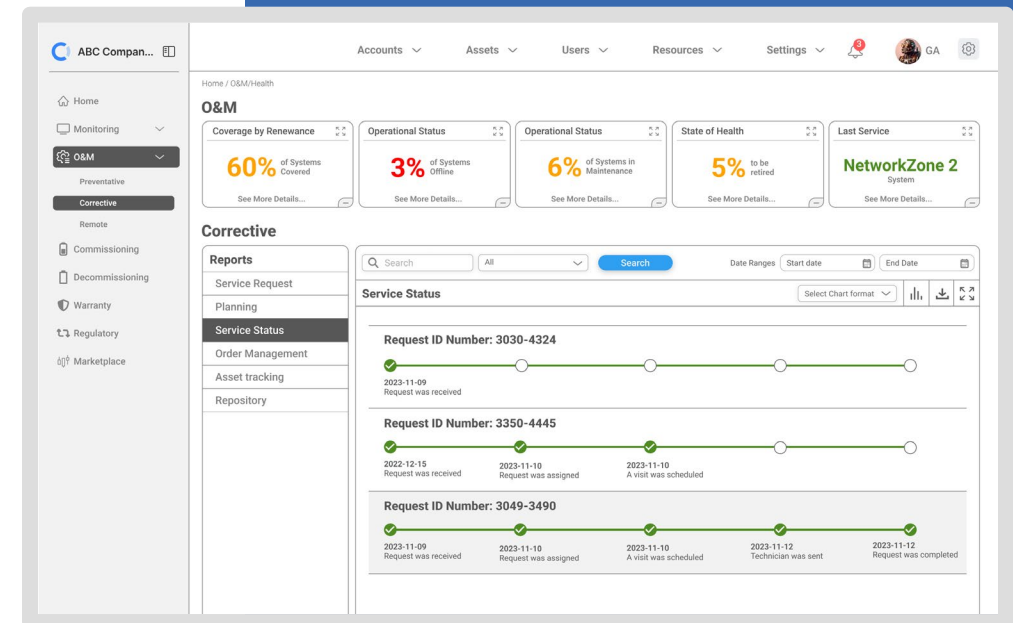 ABC Compan...
Accounts
Assets
Users
Resources
Settings
3
GA
Home
Monitoring
O&M
Preventative
Corrective
Remote
Commissioning
Decommissioning
Warranty
Regulatory
Marketplace
Home / O&M/Health
O&M
Coverage by Renewance
60% of Systems
Covered
See More Details...
Operational Status
3% of Systems
Offline
See More Details...
Operational Status
6% of Systems in
Maintenance
See More Details...
State of Health
5% to be
retired
See More Details...
Last Service
NetworkZone 2
System
See More Details...
Corrective
Reports
Service Request
Planning
Service Status
Order Management
Asset tracking
Repository
Search
All
Search
Date Ranges
Start date
End Date
Service Status
Select Chart format
Request ID Number: 3030-4324
2023-11-09
Request was received
Request ID Number: 3350-4445
2022-12-15
Request was received
2023-11-10
Request was assigned
2023-11-10
A visit was scheduled
Request ID Number: 3049-3490
2023-11-09
Request was received
2023-11-10
Request was assigned
2023-11-10
A visit was scheduled
2023-11-12
Technician was sent
2023-11-12
Request was completed